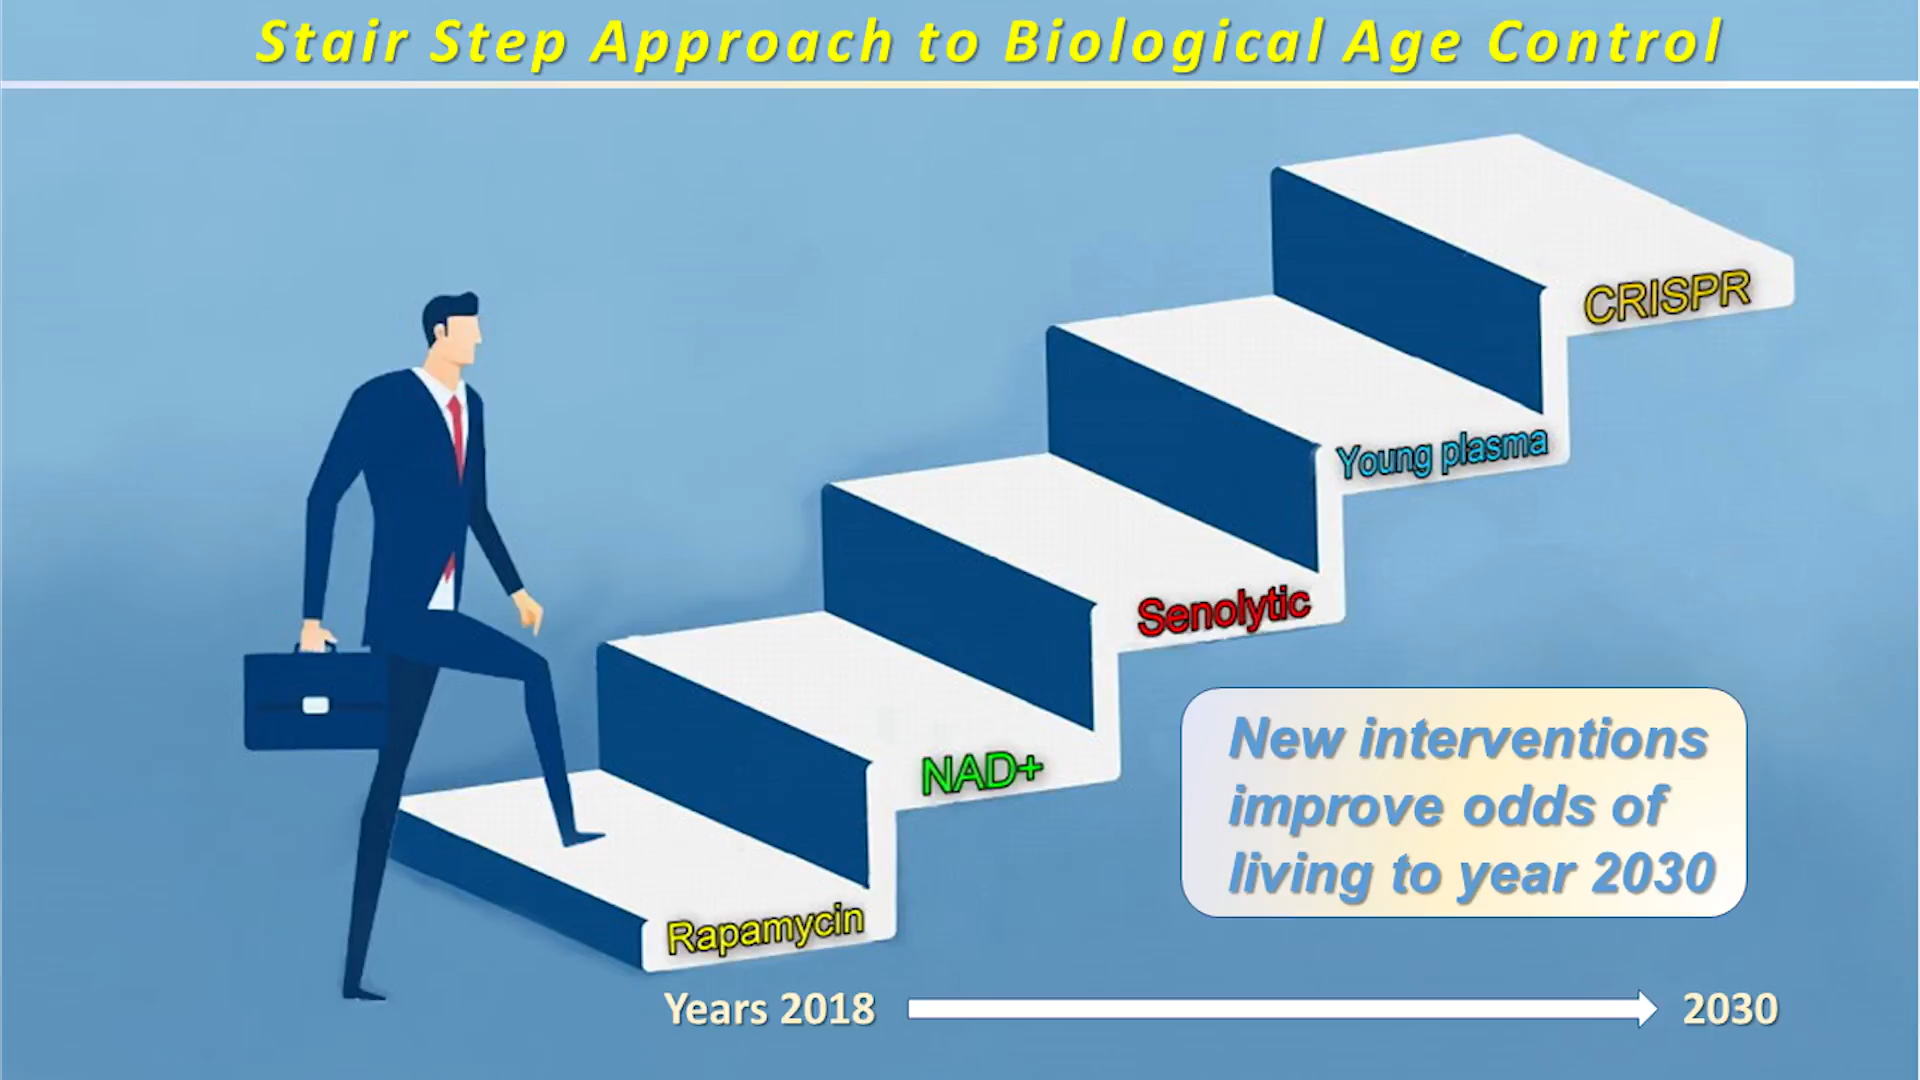 Stair Step Approach to Biological Age Control
CRISPR
Young plasma
Senolytic
NAD+
Rapamycin
New interventions
improve odds of
living to year 2030
Years 2018
2030